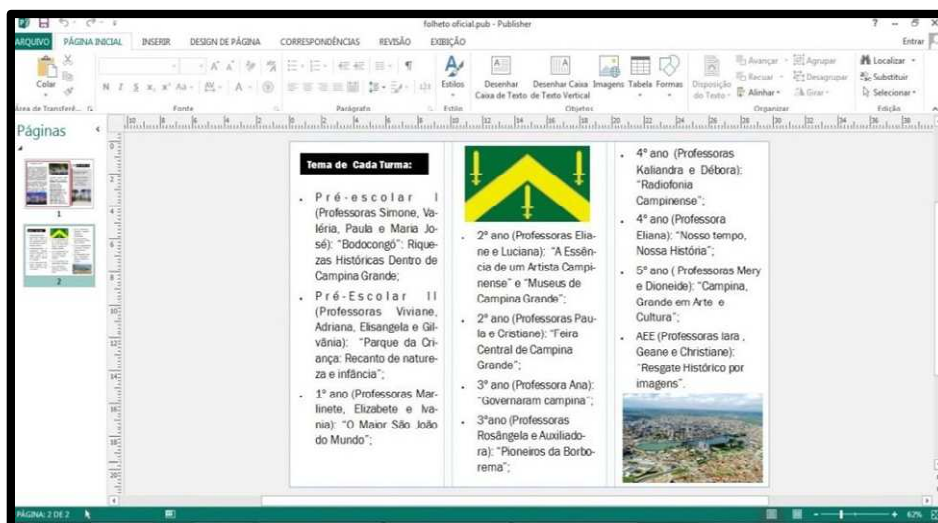 folheto oficial.pub - Publisher
ARQUIVO PÁGINA INICIAL INSERIR DESIGN DE PÁGINA CORRESPONDÊNCIAS REVISÃO EXIBIÇÃO Entrar
Colar
N I S x, x² Aa A
Estilos
Desenhar Caixa de Texto
Desenhar Caixa de Texto Vertical
Imagens Tabela Formas
Disposição do Texto
Avançar Agrupar
Recuar Desagrupar
Alinhar Girar
Localizar
Substituir
Selecionar
Área de Transferê... Fonte Parágrafo Estilo Objetos Organizar Edição
Páginas
1
2
Tema de Cada Turma:
• Pré-escolar I
(Professoras Simone, Va-
léria, Paula e Maria Jo-
sé): "Bodocongó": Rique-
zas Históricas Dentro de
Campina Grande;
• Pré-Escolar II
(Professoras Viviane,
Adriana, Elisangela e Gil-
vânia): "Parque da Cri-
ança: Recanto de nature-
za e infância";
• 1º ano (Professoras Mar-
linete, Elizabete e Iva-
nia): "O Maior São João
do Mundo";
• 2º ano (Professoras Elia-
ne e Luciana): "A Essên-
cia de um Artista Campi-
nense" e "Museus de
Campina Grande";
• 2º ano (Professoras Pau-
la e Cristiane): "Feira
Central de Campina
Grande";
• 3º ano (Professora Ana):
"Governaram campina";
• 3ºano (Professoras
Rosângela e Auxiliado-
ra): "Pioneiros da Borbo-
rema";
• 4º ano (Professoras
Kaliandra e Débora):
"Radiofonia
Campinense";
• 4º ano (Professora
Eliana): "Nosso tempo,
Nossa História";
• 5º ano ( Professoras Mery
e Dioneide): "Campina,
Grande em Arte e
Cultura";
• AEE (Professoras Iara ,
Geane e Christiane):
"Resgate Histórico por
imagens".
PÁGINA: 2 DE 2
62%